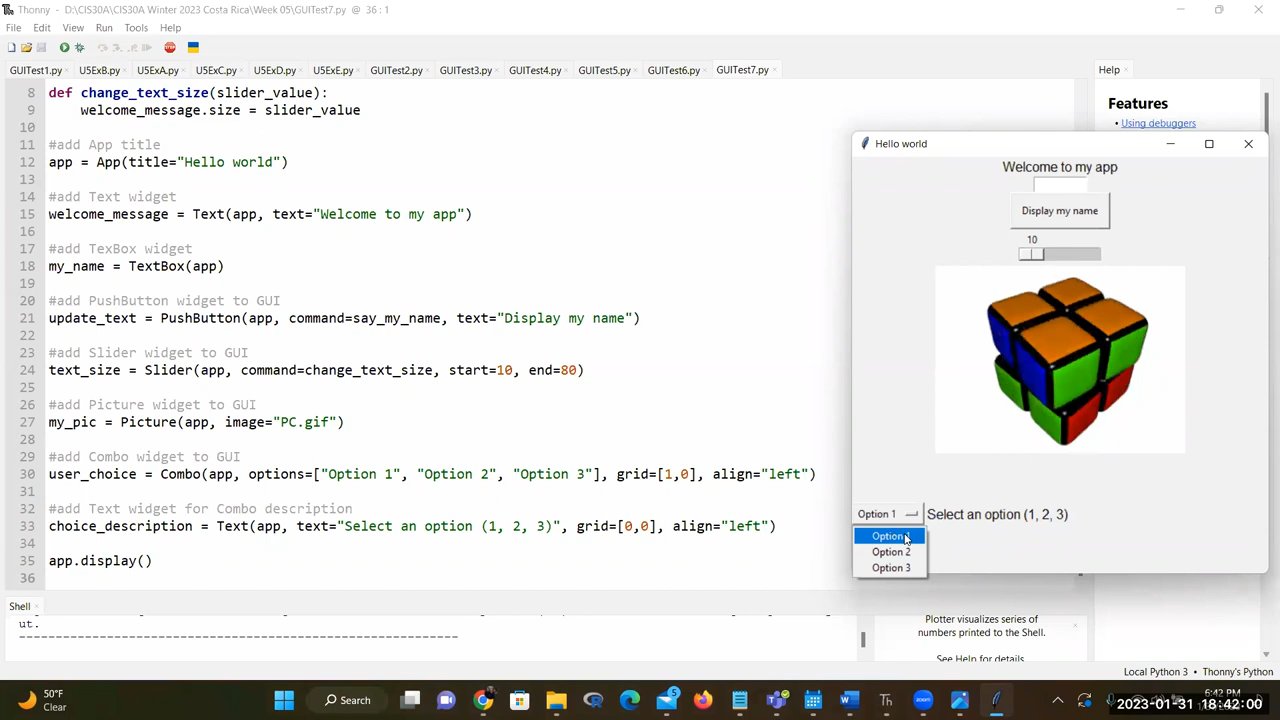 Thonny - D:\CIS30A\CIS30A Winter 2023 Costa Rica\Week 05\GUITest7.py @ 36 : 1
File Edit View Run Tools Help
GUITest1.py U5ExB.py U5ExA.py U5ExC.py U5ExD.py U5ExE.py GUITest2.py GUITest3.py GUITest4.py GUITest5.py GUITest6.py GUITest7.py
8 def change_text_size(slider_value):
9 welcome_message.size = slider_value
10
11 #add App title
12 app = App(title="Hello world")
13
14 #add Text widget
15 welcome_message = Text(app, text="Welcome to my app")
16
17 #add TexBox widget
18 my_name = TextBox(app)
19
20 #add PushButton widget to GUI
21 update_text = PushButton(app, command=say_my_name, text="Display my name")
22
23 #add Slider widget to GUI
24 text_size = Slider(app, command=change_text_size, start=10, end=80)
25
26 #add Picture widget to GUI
27 my_pic = Picture(app, image="PC.gif")
28
29 #add Combo widget to GUI
30 user_choice = Combo(app, options=["Option 1", "Option 2", "Option 3"], grid=[1,0], align="left")
31
32 #add Text widget for Combo description
33 choice_description = Text(app, text="Select an option (1, 2, 3)", grid=[0,0], align="left")
34
35 app.display()
36
Help
Features
• Using debuggers
Hello world
Welcome to my app
Display my name
10
Option 1 Select an option (1, 2, 3)
Option
Option 2
Option 3
Shell
ut.
------------------------------------------------------------
Plotter visualizes series of
numbers printed to the Shell.
See Help for details
Local Python 3 • Thonny's Python
50°F
Clear
Search
5
Th
zoom
W
6:42 PM
2023-01-31 18:42:00